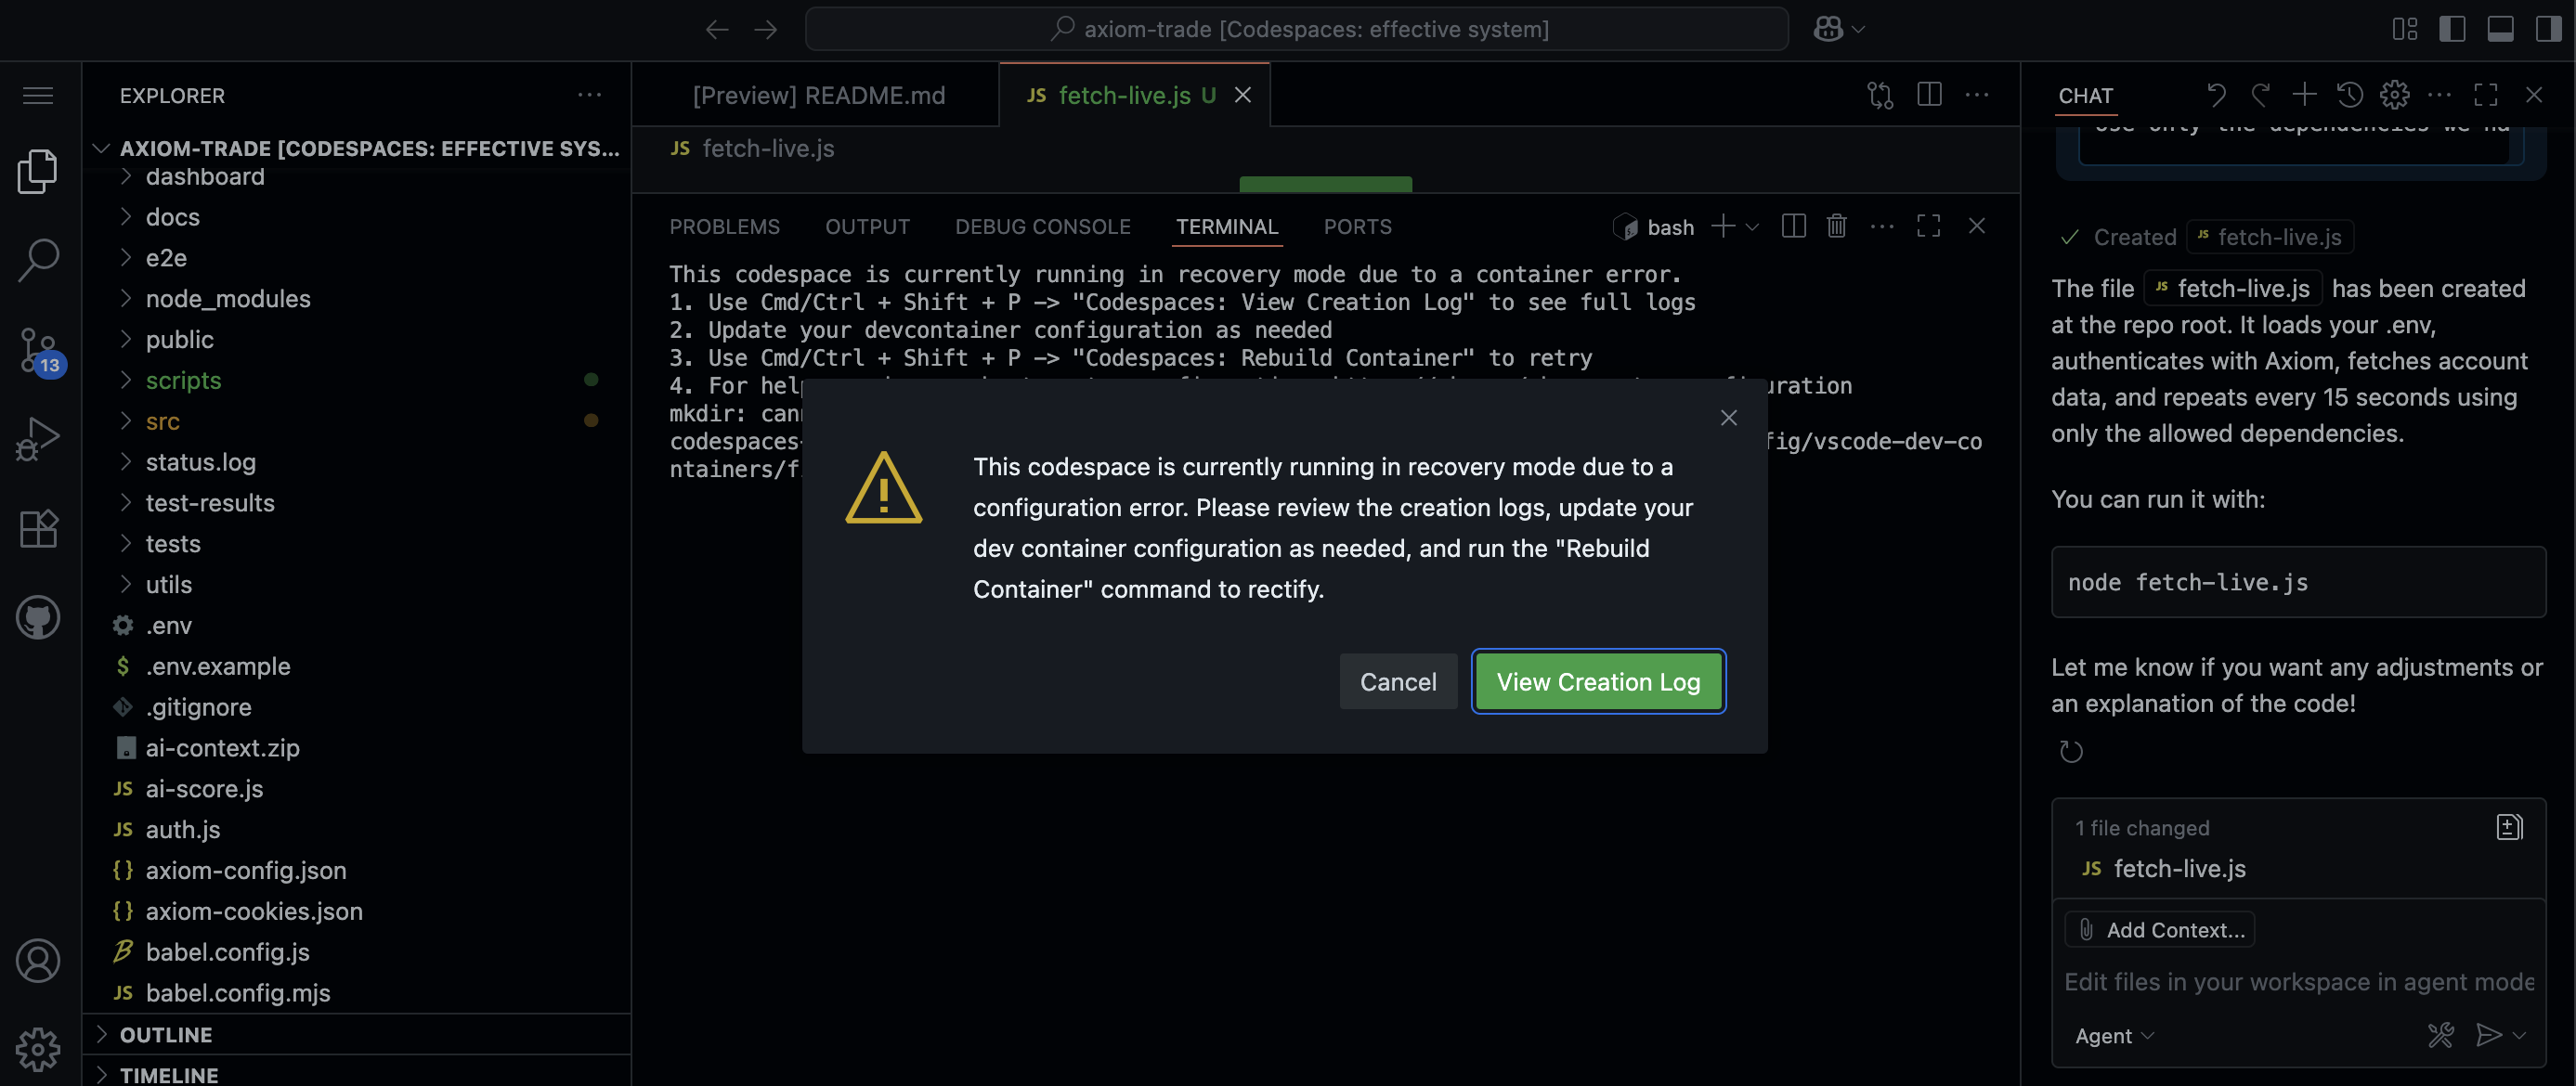 axiom-trade [Codespaces: effective system]
EXPLORER
AXIOM-TRADE [CODESPACES: EFFECTIVE SYS...
dashboard
docs
e2e
node_modules
public
scripts
src
status.log
test-results
tests
utils
.env
$ .env.example
.gitignore
ai-context.zip
JS ai-score.js
JS auth.js
{} axiom-config.json
{} axiom-cookies.json
babel.config.js
JS babel.config.mjs
OUTLINE
TIMELINE
13
[Preview] README.md
JS fetch-live.js U
JS fetch-live.js
PROBLEMS OUTPUT DEBUG CONSOLE TERMINAL PORTS
bash
This codespace is currently running in recovery mode due to a container error.
1. Use Cmd/Ctrl + Shift + P -> "Codespaces: View Creation Log" to see full logs
2. Update your devcontainer configuration as needed
3. Use Cmd/Ctrl + Shift + P -> "Codespaces: Rebuild Container" to retry
4. For help
mkdir:
codespaces-
fig/vscode-dev-co
ntainers/f
This codespace is currently running in recovery mode due to a
configuration error. Please review the creation logs, update your
dev container configuration as needed, and run the "Rebuild
Container" command to rectify.
Cancel
View Creation Log
CHAT
Created JS fetch-live.js
The file JS fetch-live.js has been created
at the repo root. It loads your .env,
authenticates with Axiom, fetches account
data, and repeats every 15 seconds using
only the allowed dependencies.
You can run it with:
node fetch-live.js
Let me know if you want any adjustments or
an explanation of the code!
1 file changed
JS fetch-live.js
Add Context...
Edit files in your workspace in agent mode
Agent